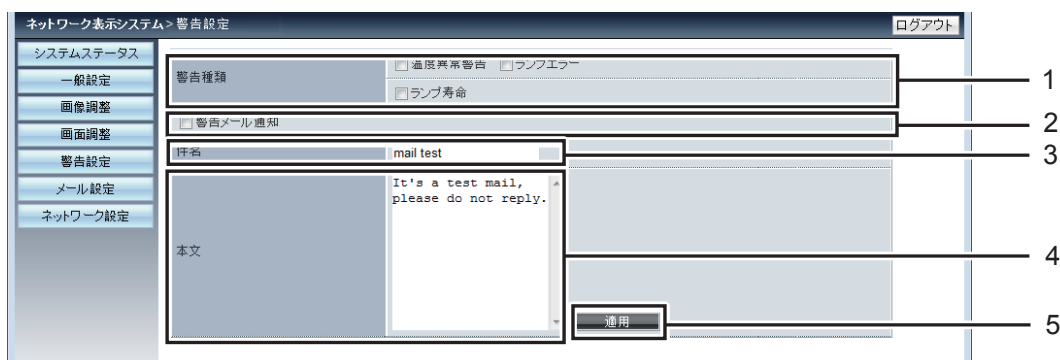 ネットワーク表示システム>警告設定
ログアウト
システムステータス
一般設定
画像調整
画面調整
警告設定
メール設定
ネットワーク設定
警告種類
温度異常警告 ランプエラー
ランプ寿命
1
警告メール通知
2
件名
mail test
3
本文
It's a test mail,
please do not reply.
4
適用
5